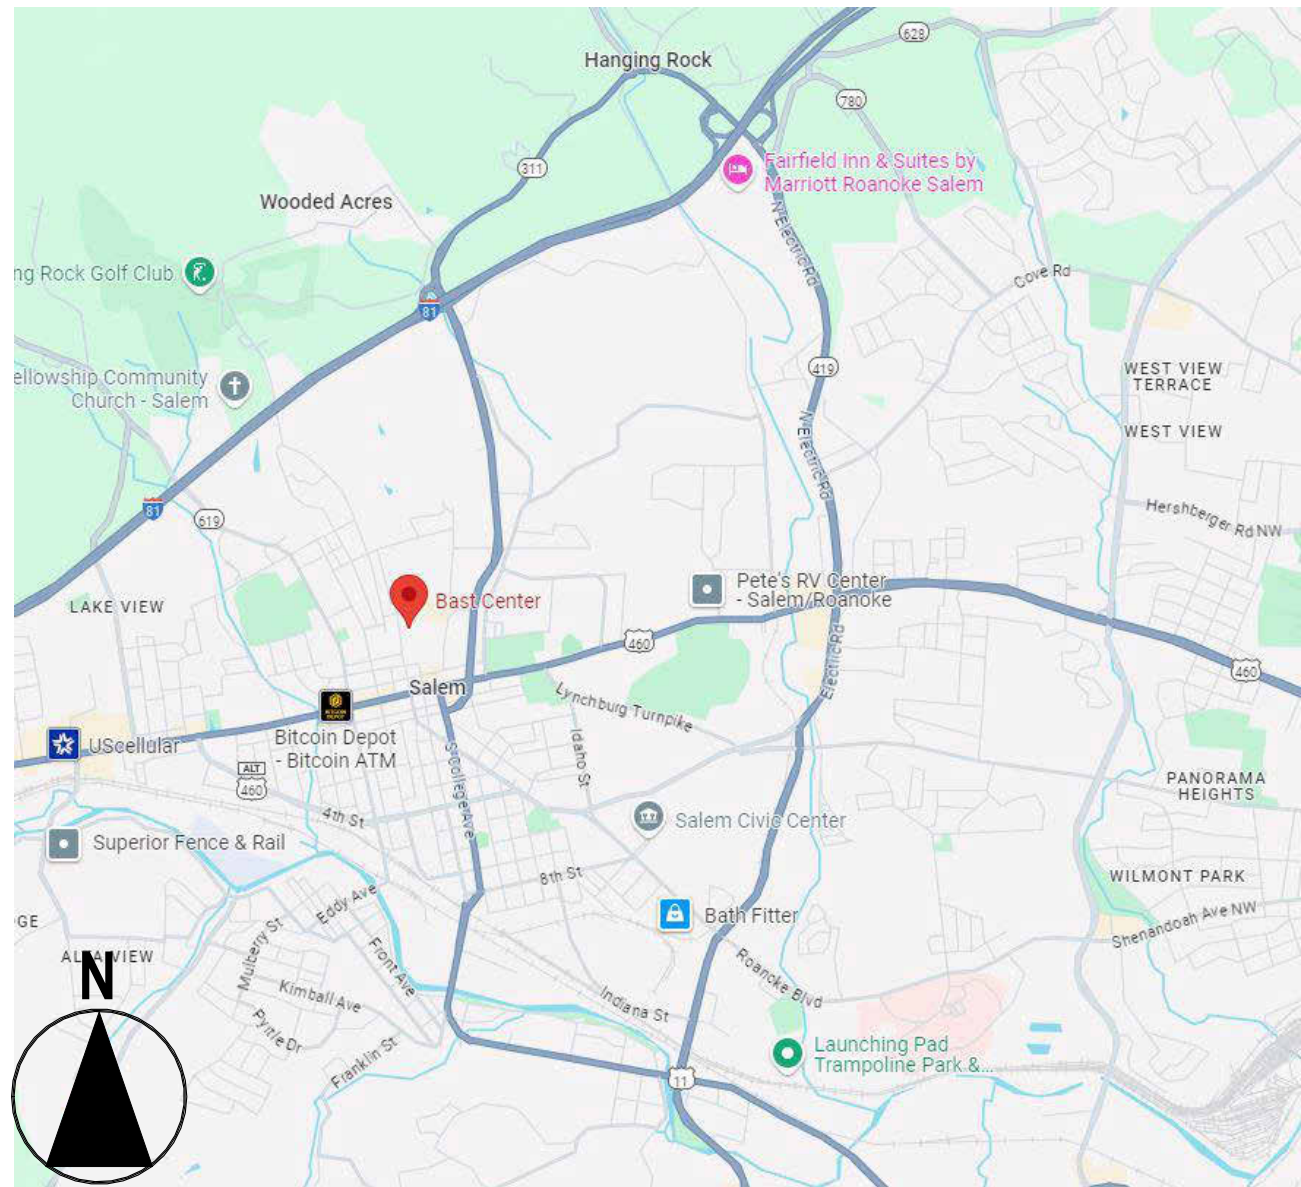 628
Hanging Rock
780
311
Fairfield Inn & Suites by
Marriott Roanoke Salem
Wooded Acres
N Electric Rd
ng Rock Golf Club
Cove Rd
81
419
WEST VIEW
TERRACE
ellowship Community
Church - Salem
WEST VIEW
N Electric Rd
81
619
Hershberger Rd NW
Pete's RV Center
- Salem/Roanoke
LAKE VIEW
Bast Center
460
Electric Rd
460
Salem
Lynchburg Turnpike
BITCOIN
DEPOT
UScellular
Bitcoin Depot
- Bitcoin ATM
S College Ave
Idaho St
ALT
460
PANORAMA
HEIGHTS
4th St
Salem Civic Center
Superior Fence & Rail
8th St
WILMONT PARK
Eddy Ave
Bath Fitter
Shenandoah Ave NW
GE
Mulberry St
Front Ave
Roanoke Blvd
N
Kimball Ave
Indiana St
Pyrtle Dr
Franklin St
Launching Pad
Trampoline Park &...
11